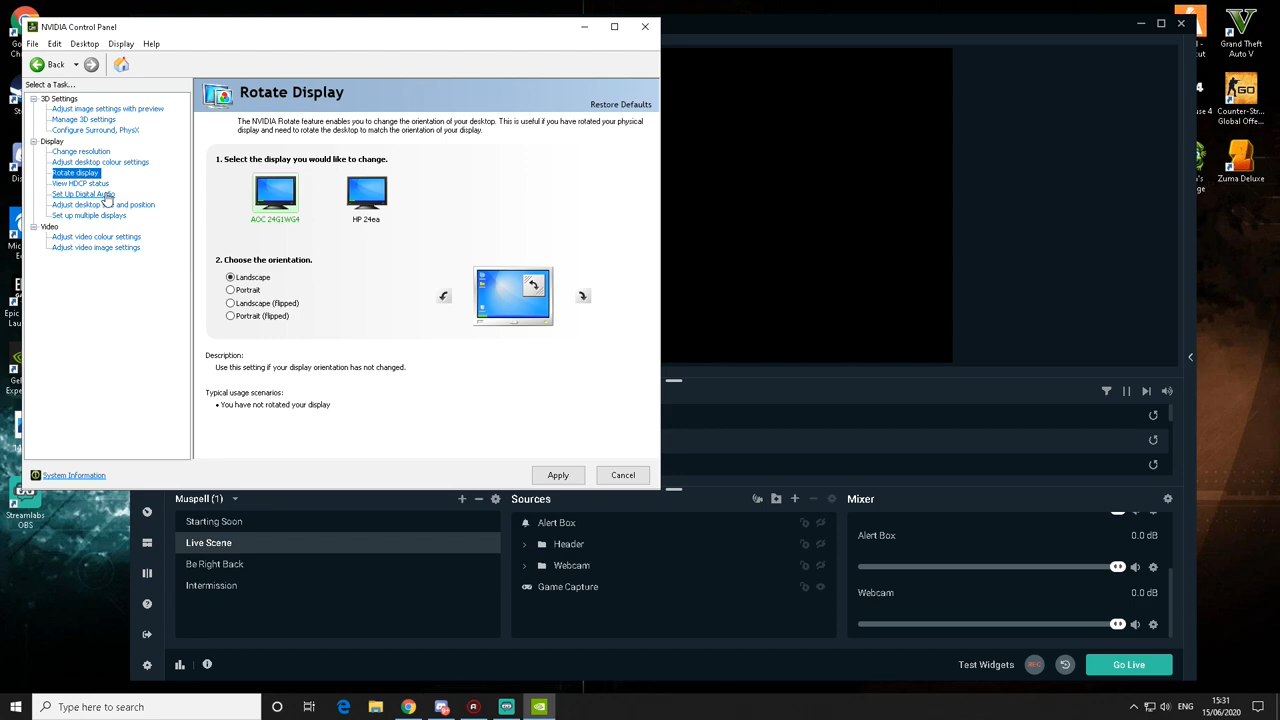 NVIDIA Control Panel
File Edit Desktop Display Help
Back
Select a Task...
3D Settings
Adjust image settings with preview
Manage 3D settings
Configure Surround, PhysX
Display
Change resolution
Adjust desktop colour settings
Rotate display
View HDCP status
Set Up Digital Audio
Adjust desktop and position
Set up multiple displays
Video
Adjust video colour settings
Adjust video image settings
System Information
Rotate Display
Restore Defaults
The NVIDIA Rotate feature enables you to change the orientation of your desktop. This is useful if you have rotated your physical
display and need to rotate the desktop to match the orientation of your display.
1. Select the display you would like to change.
AOC 24G1WG4
HP 24ea
2. Choose the orientation.
Landscape
Portrait
Landscape (flipped)
Portrait (flipped)
Description:
Use this setting if your display orientation has not changed.
Typical usage scenarios:
• You have not rotated your display
Apply
Cancel
Grand Theft
Auto V
Counter-Str...
Global Offe...
Zuma Deluxe
Streamlabs
OBS
Muspell (1)
Starting Soon
Live Scene
Be Right Back
Intermission
Sources
Alert Box
Header
Webcam
Game Capture
Mixer
Alert Box
0.0 dB
Webcam
0.0 dB
Test Widgets
REC
Go Live
Type here to search
ENG
15:31
15/06/2020